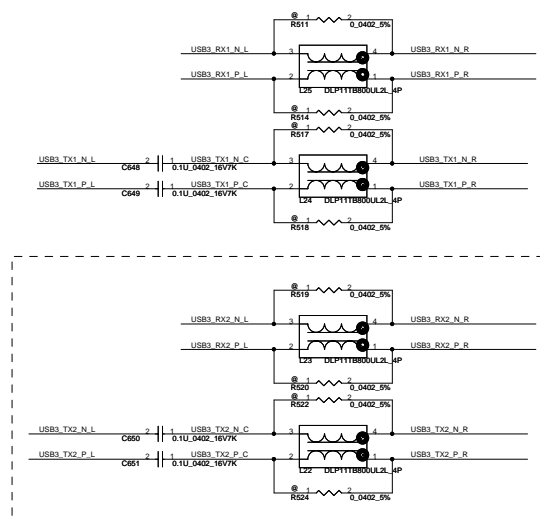 @
1 2
R511 0_0402_5%
USB3_RX1_N_L 3 4 USB3_RX1_N_R
USB3_RX1_P_L 2 1 USB3_RX1_P_R
L25 DLP11TB800UL2L_4P
@
1 2
R514 0_0402_5%
@
1 2
R517 0_0402_5%
USB3_TX1_N_L 2 1 USB3_TX1_N_C 3 4 USB3_TX1_N_R
C648 0.1U_0402_16V7K
USB3_TX1_P_L 2 1 USB3_TX1_P_C 2 1 USB3_TX1_P_R
C649 0.1U_0402_16V7K
L24 DLP11TB800UL2L_4P
@
1 2
R518 0_0402_5%
@
1 2
R519 0_0402_5%
USB3_RX2_N_L 3 4 USB3_RX2_N_R
USB3_RX2_P_L 2 1 USB3_RX2_P_R
L23 DLP11TB800UL2L_4P
@
1 2
R520 0_0402_5%
@
1 2
R522 0_0402_5%
USB3_TX2_N_L 2 1 USB3_TX2_N_C 3 4 USB3_TX2_N_R
C650 0.1U_0402_16V7K
USB3_TX2_P_L 2 1 USB3_TX2_P_C 2 1 USB3_TX2_P_R
C651 0.1U_0402_16V7K
L22 DLP11TB800UL2L_4P
@
1 2
R524 0_0402_5%